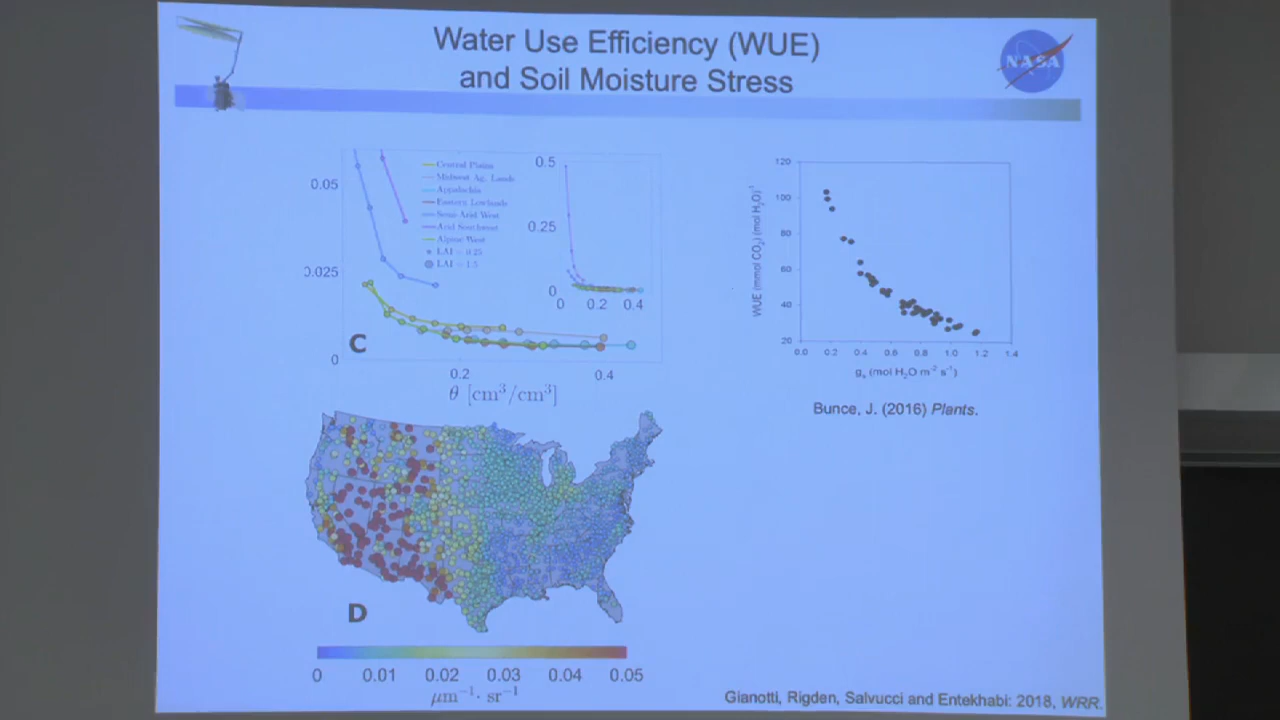 Water Use Efficiency (WUE)
and Soil Moisture Stress
NASA
0.05
0.025
0
0.2
0.4
θ [cm³/cm³]
C
Central Plains
Midwest Ag. Lands
Appalachia
Eastern Lowlands
Semi-Arid West
Arid Southwest
Alpine West
LAI = 0.25
LAI = 1.5
0.5
0.25
0
0 0.2 0.4
120
100
80
60
40
20
0.0 0.2 0.4 0.6 0.8 1.0 1.2 1.4
WUE (mmol CO₂) (mol H₂O)⁻¹
gₛ (mol H₂O m⁻² s⁻¹)
Bunce, J. (2016) Plants.
D
0 0.01 0.02 0.03 0.04 0.05
μm⁻¹· sr⁻¹
Gianotti, Rigden, Salvucci and Entekhabi: 2018, WRR.